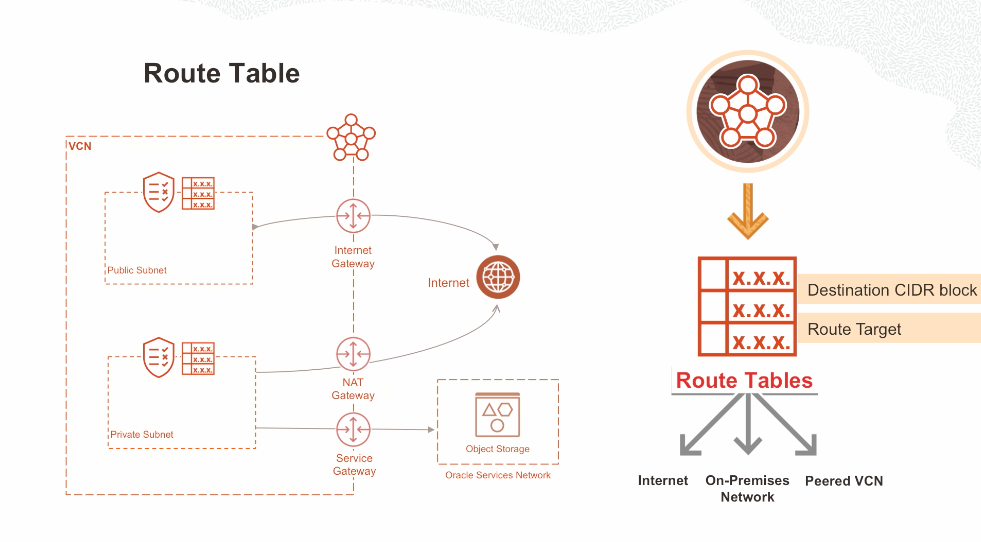 Route Table
VCN
x.x.x.
x.x.x.
x.x.x.
Public Subnet
Internet
Gateway
Internet
x.x.x.
x.x.x.
x.x.x.
Private Subnet
NAT
Gateway
Service
Gateway
Object Storage
Oracle Services Network
x.x.x.
x.x.x.
x.x.x.
Destination CIDR block
Route Target
Route Tables
Internet
On-Premises
Network
Peered VCN